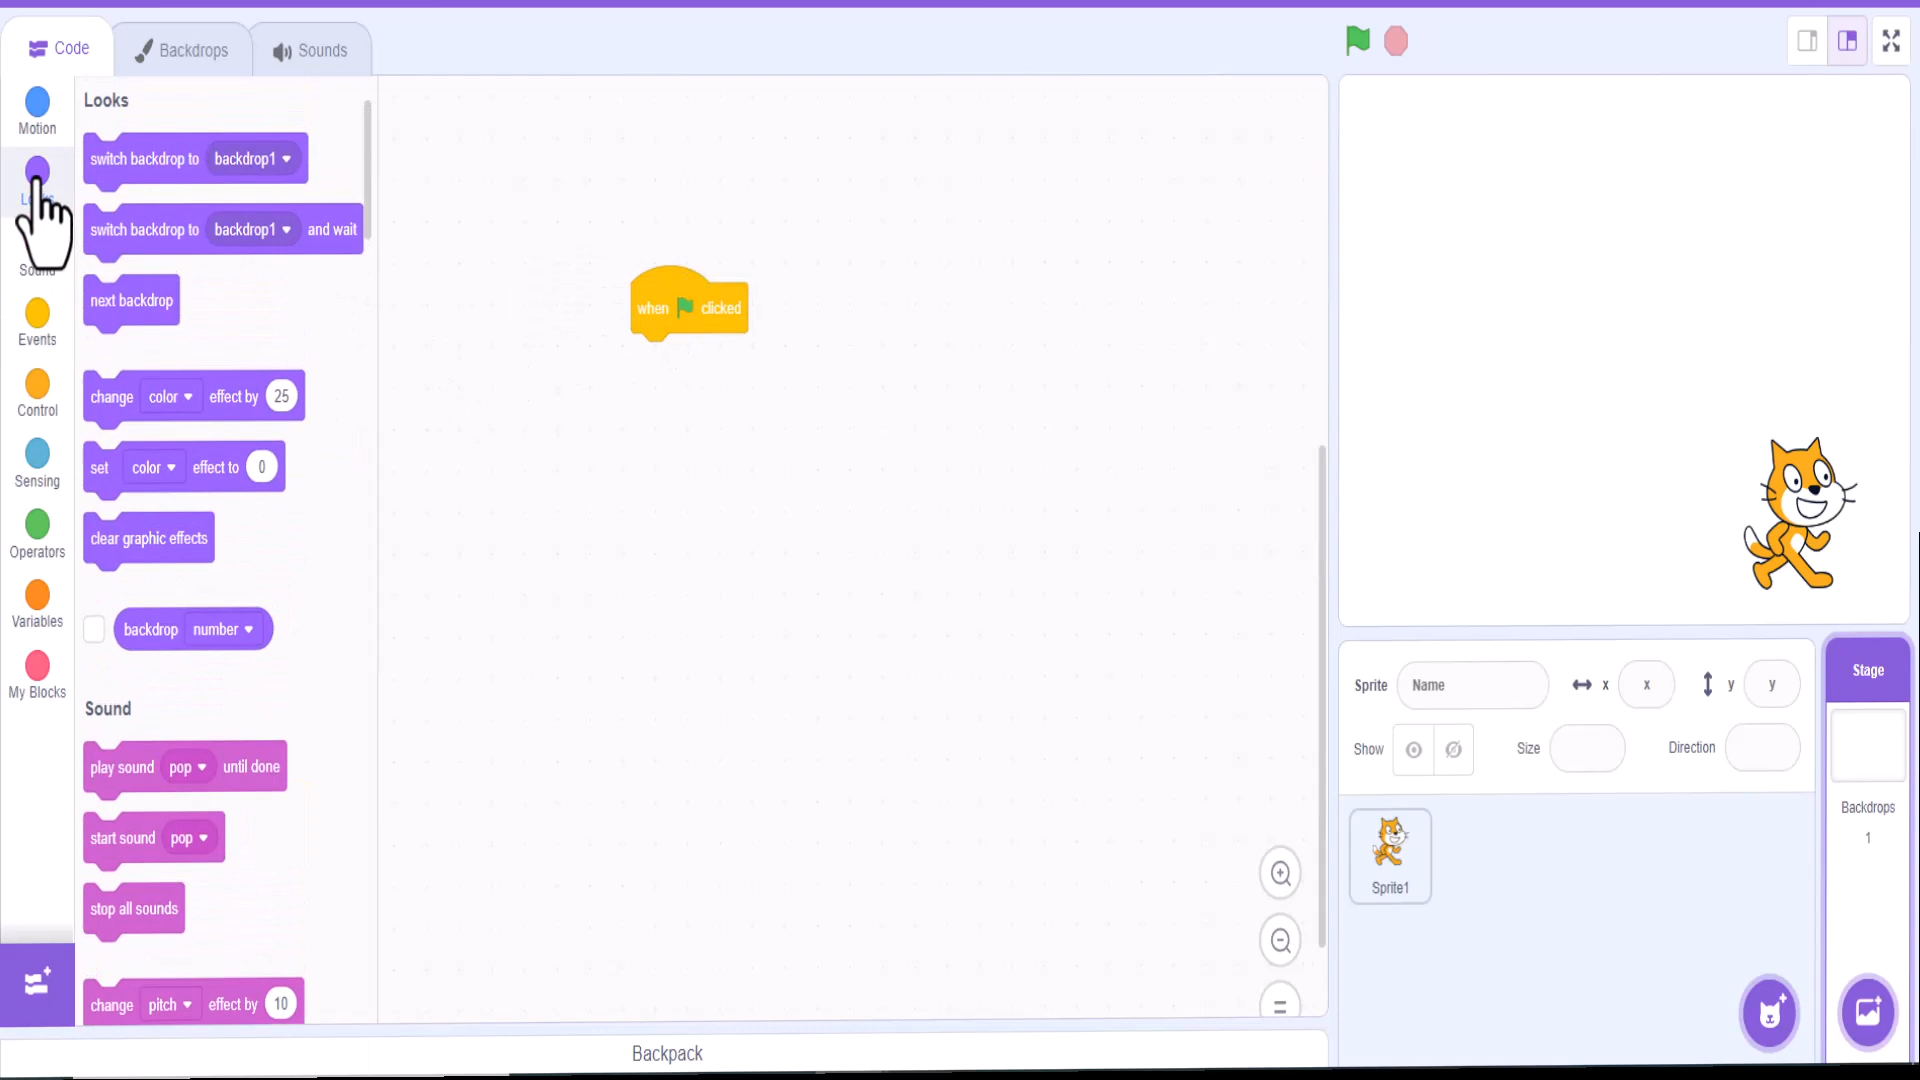 Code
Backdrops
Sounds
Motion
Sound
Events
Control
Sensing
Operators
Variables
My Blocks
Looks
switch backdrop to backdrop1
switch backdrop to backdrop1 and wait
next backdrop
change color effect by 25
set color effect to 0
clear graphic effects
backdrop number
Sound
play sound pop until done
start sound pop
stop all sounds
change pitch effect by 10
when clicked
Backpack
Sprite Name x x y y
Show Size Direction
Sprite1
Stage
Backdrops
1